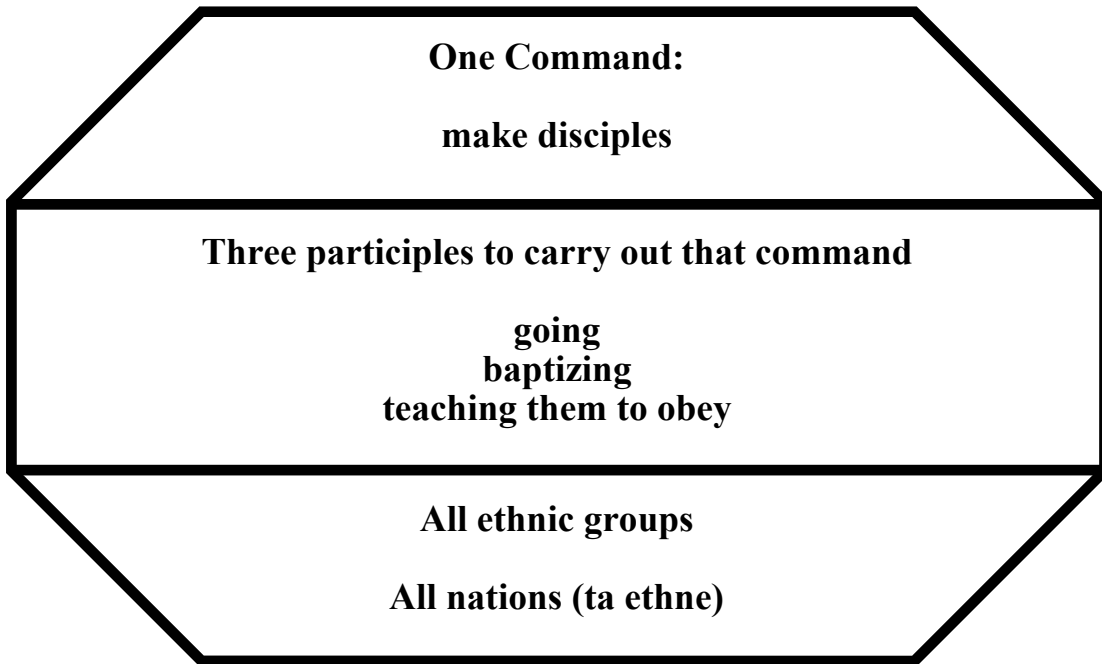 One Command:
make disciples
Three participles to carry out that command
going
baptizing
teaching them to obey
All ethnic groups
All nations (ta ethne)